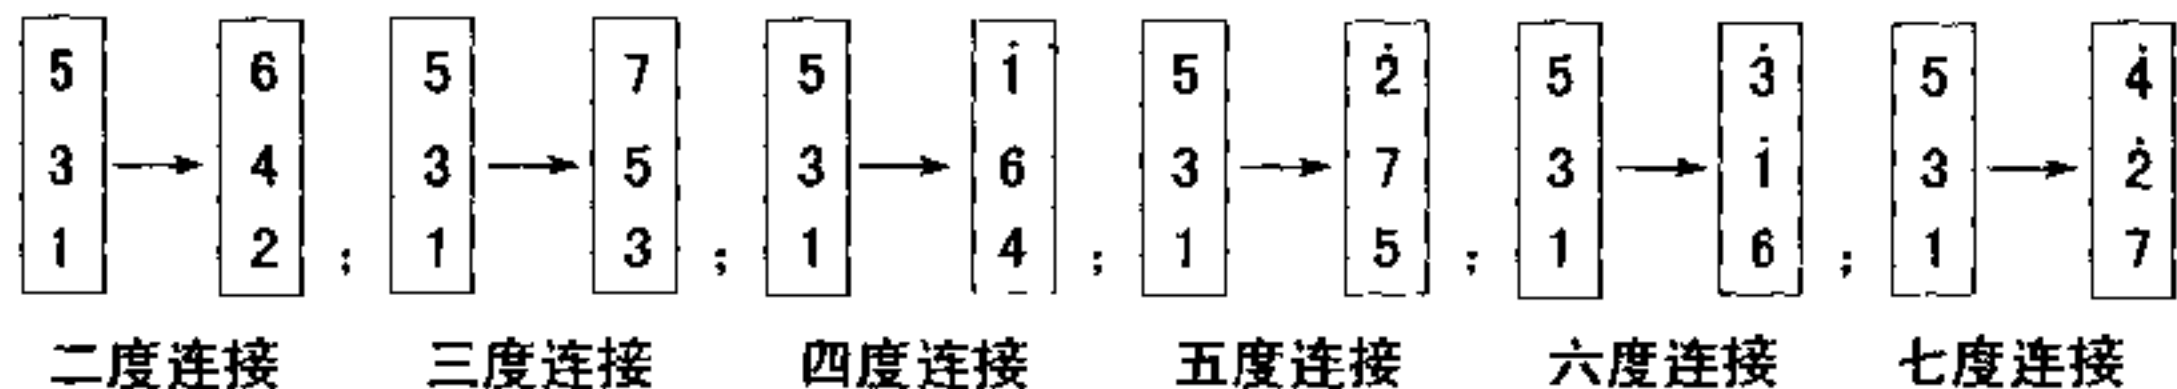 5 6 5 7 5 1̇ 5 2̇ 5 3̇ 5 4̇
3 → 4 3 → 5 3 → 6 3 → 7 3 → 1̇ 3 → 2̇
1 2 ; 1 3 ; 1 4 ; 1 5 ; 1 6 ; 1 7
二度连接 三度连接 四度连接 五度连接 六度连接 七度连接